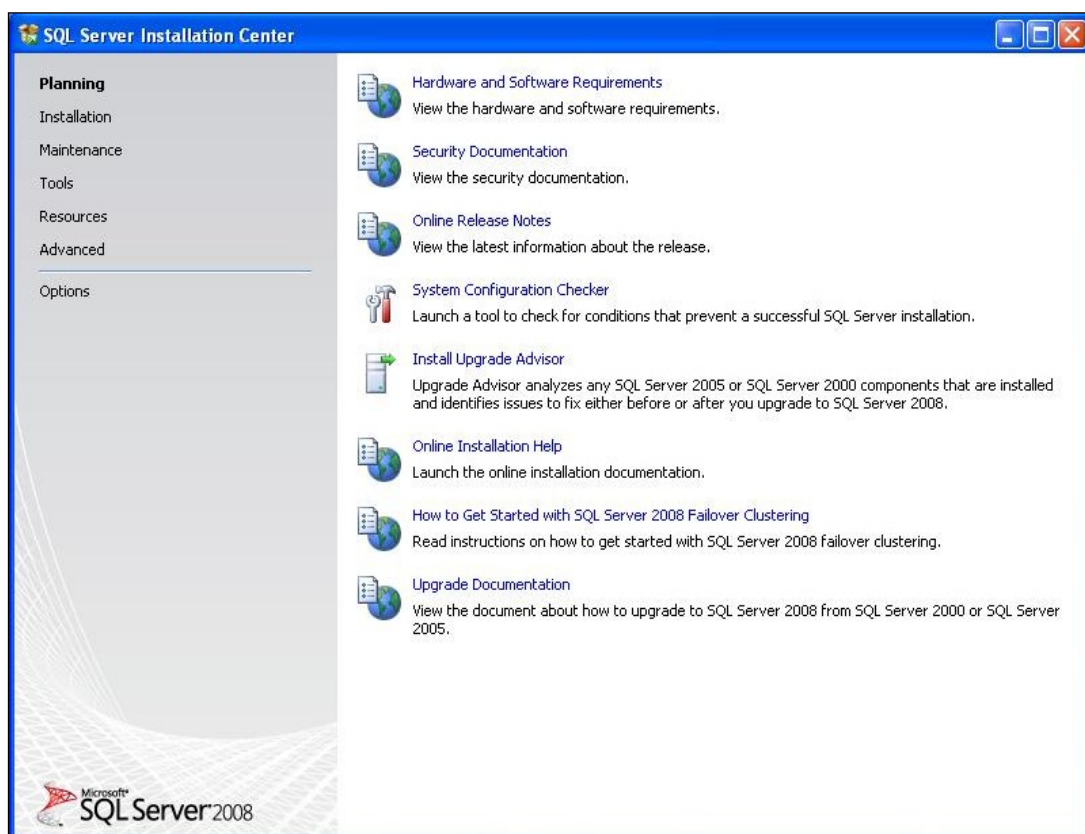 SQL Server Installation Center
Planning
Installation
Maintenance
Tools
Resources
Advanced
Options
Hardware and Software Requirements
View the hardware and software requirements.
Security Documentation
View the security documentation.
Online Release Notes
View the latest information about the release.
System Configuration Checker
Launch a tool to check for conditions that prevent a successful SQL Server installation.
Install Upgrade Advisor
Upgrade Advisor analyzes any SQL Server 2005 or SQL Server 2000 components that are installed
and identifies issues to fix either before or after you upgrade to SQL Server 2008.
Online Installation Help
Launch the online installation documentation.
How to Get Started with SQL Server 2008 Failover Clustering
Read instructions on how to get started with SQL Server 2008 failover clustering.
Upgrade Documentation
View the document about how to upgrade to SQL Server 2008 from SQL Server 2000 or SQL Server
2005.
Microsoft®
SQL Server 2008